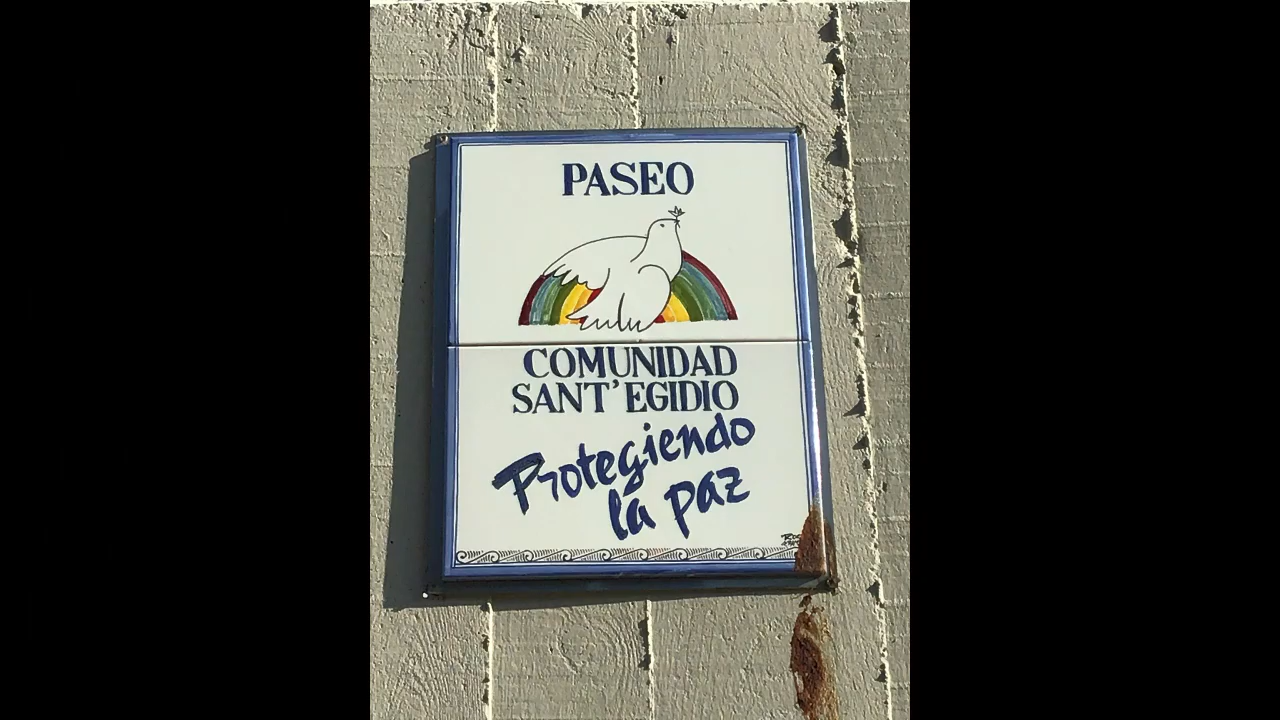 PASEO
COMUNIDAD
SANT'EGIDIO
Protegiendo
la paz